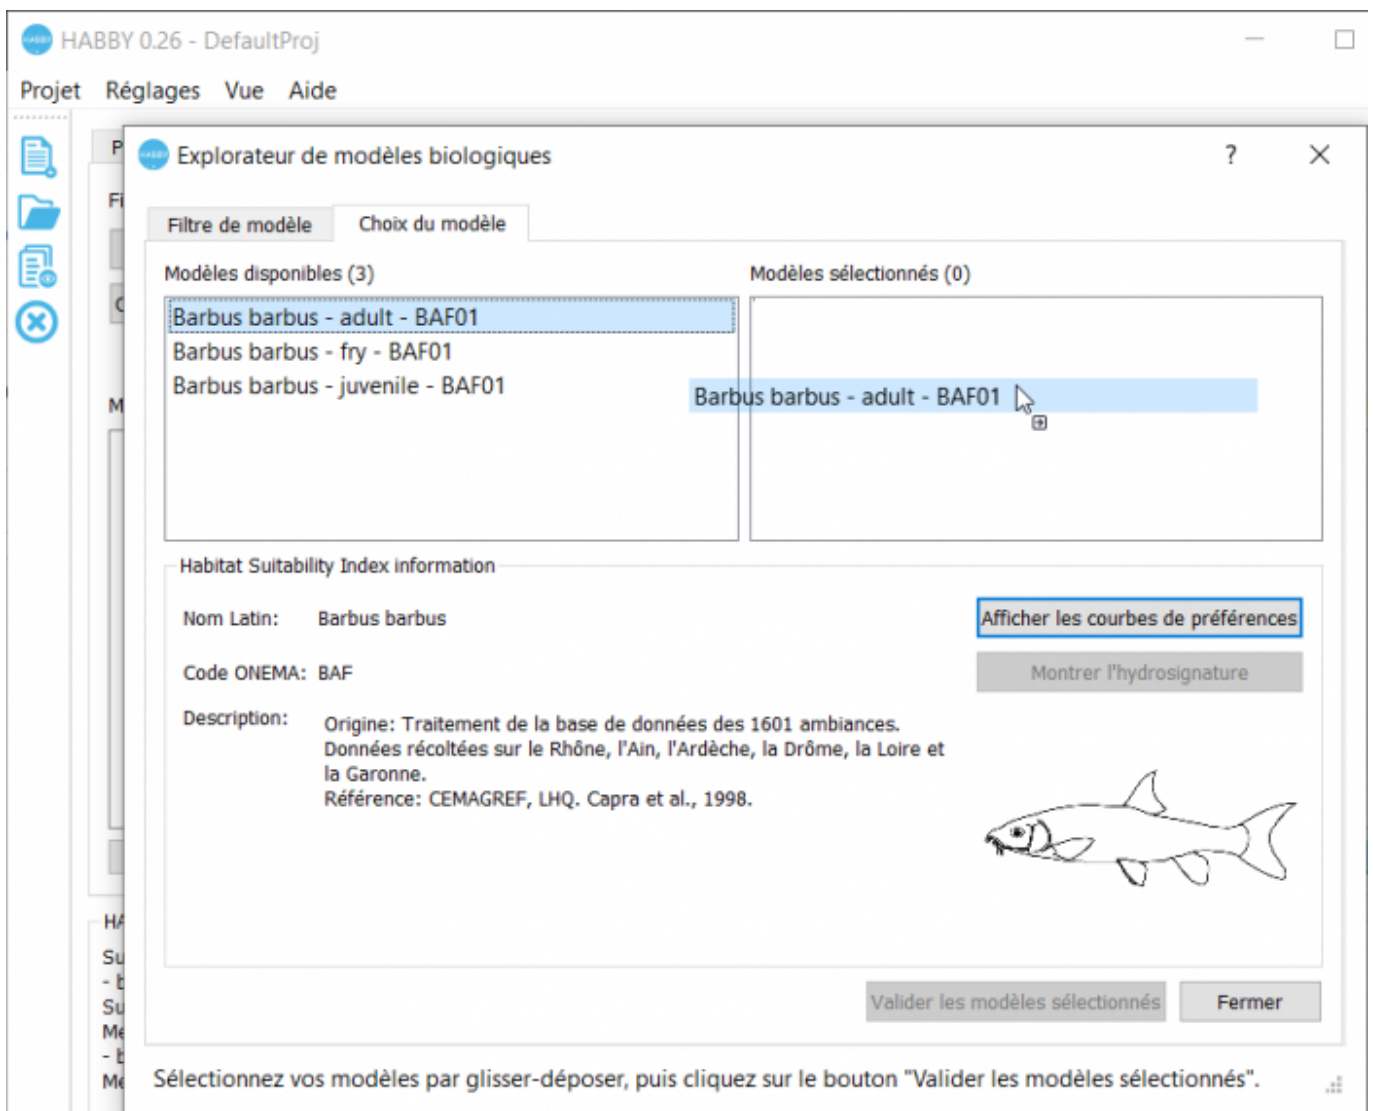 HABBY 0.26 - DefaultProj
Projet Réglages Vue Aide
Explorateur de modèles biologiques
Filtre de modèle Choix du modèle
Modèles disponibles (3) Modèles sélectionnés (0)
Barbus barbus - adult - BAF01
Barbus barbus - fry - BAF01
Barbus barbus - juvenile - BAF01
Barbus barbus - adult - BAF01
Habitat Suitability Index information
Nom Latin: Barbus barbus
Afficher les courbes de préférences
Code ONEMA: BAF
Montrer l'hydrosignature
Description: Origine: Traitement de la base de données des 1601 ambiances.
Données récoltées sur le Rhône, l'Ain, l'Ardèche, la Drôme, la Loire et
la Garonne.
Référence: CEMAGREF, LHQ. Capra et al., 1998.
Valider les modèles sélectionnés Fermer
Sélectionnez vos modèles par glisser-déposer, puis cliquez sur le bouton "Valider les modèles sélectionnés".